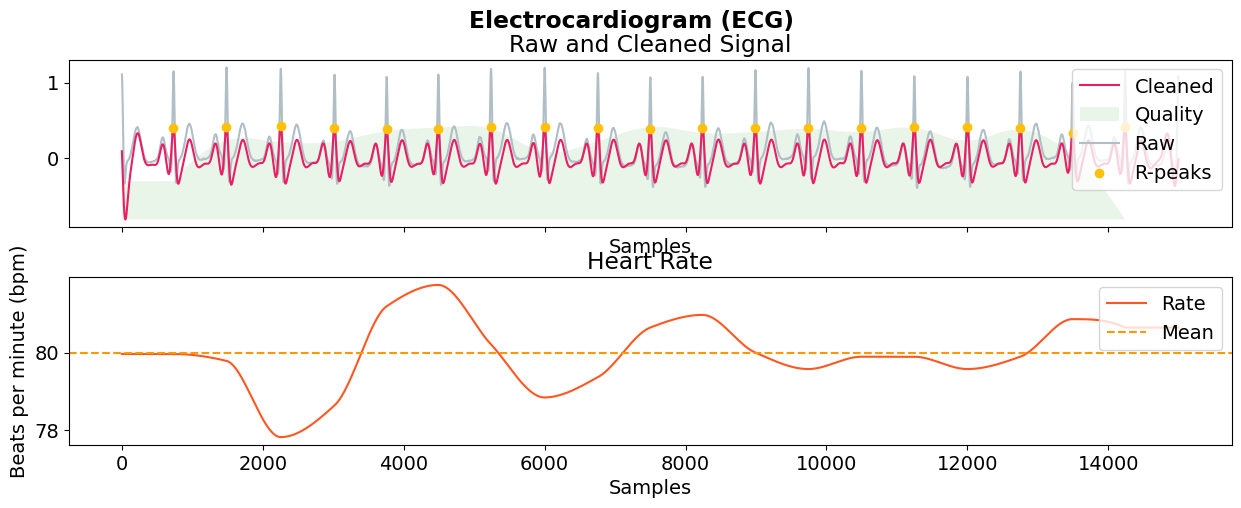 Electrocardiogram (ECG)
Raw and Cleaned Signal
1
0
Cleaned
Quality
Raw
R-peaks
Samples
Heart Rate
Beats per minute (bpm)
80
78
Rate
Mean
0 2000 4000 6000 8000 10000 12000 14000
Samples